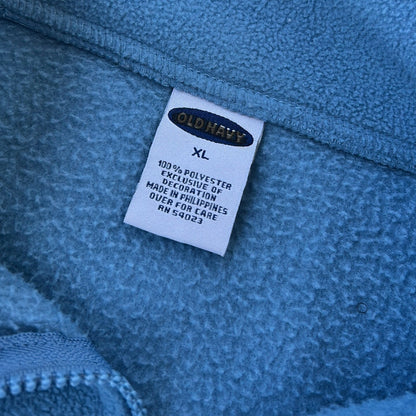 OLD NAVY
XL
100% POLYESTER
EXCLUSIVE OF
DECORATION
MADE IN PHILIPPINES
OVER FOR CARE
RN 54023